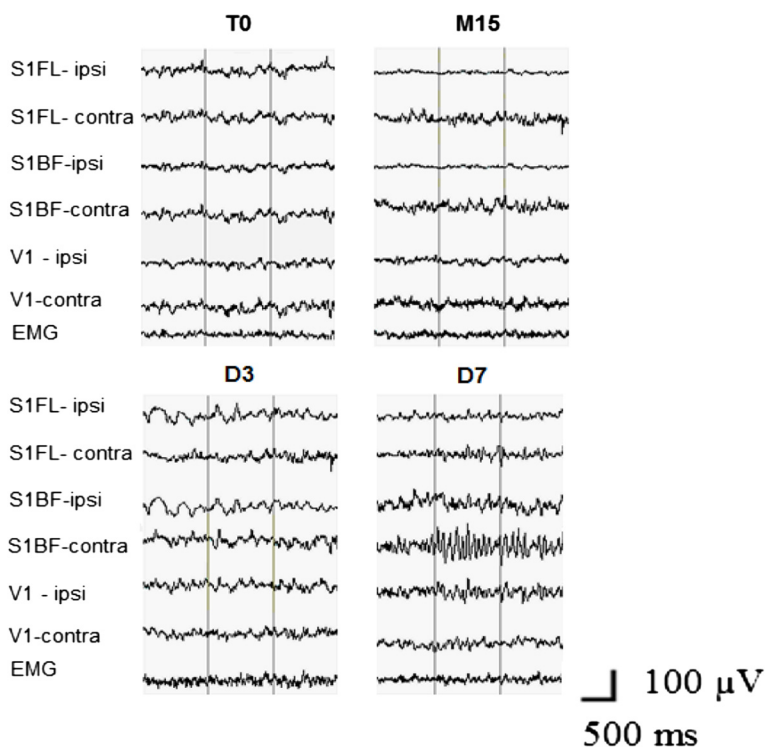 T0 M15
S1FL- ipsi
S1FL- contra
S1BF-ipsi
S1BF-contra
V1 - ipsi
V1-contra
EMG
D3 D7
S1FL- ipsi
S1FL- contra
S1BF-ipsi
S1BF-contra
V1 - ipsi
V1-contra
EMG
100 µV
500 ms